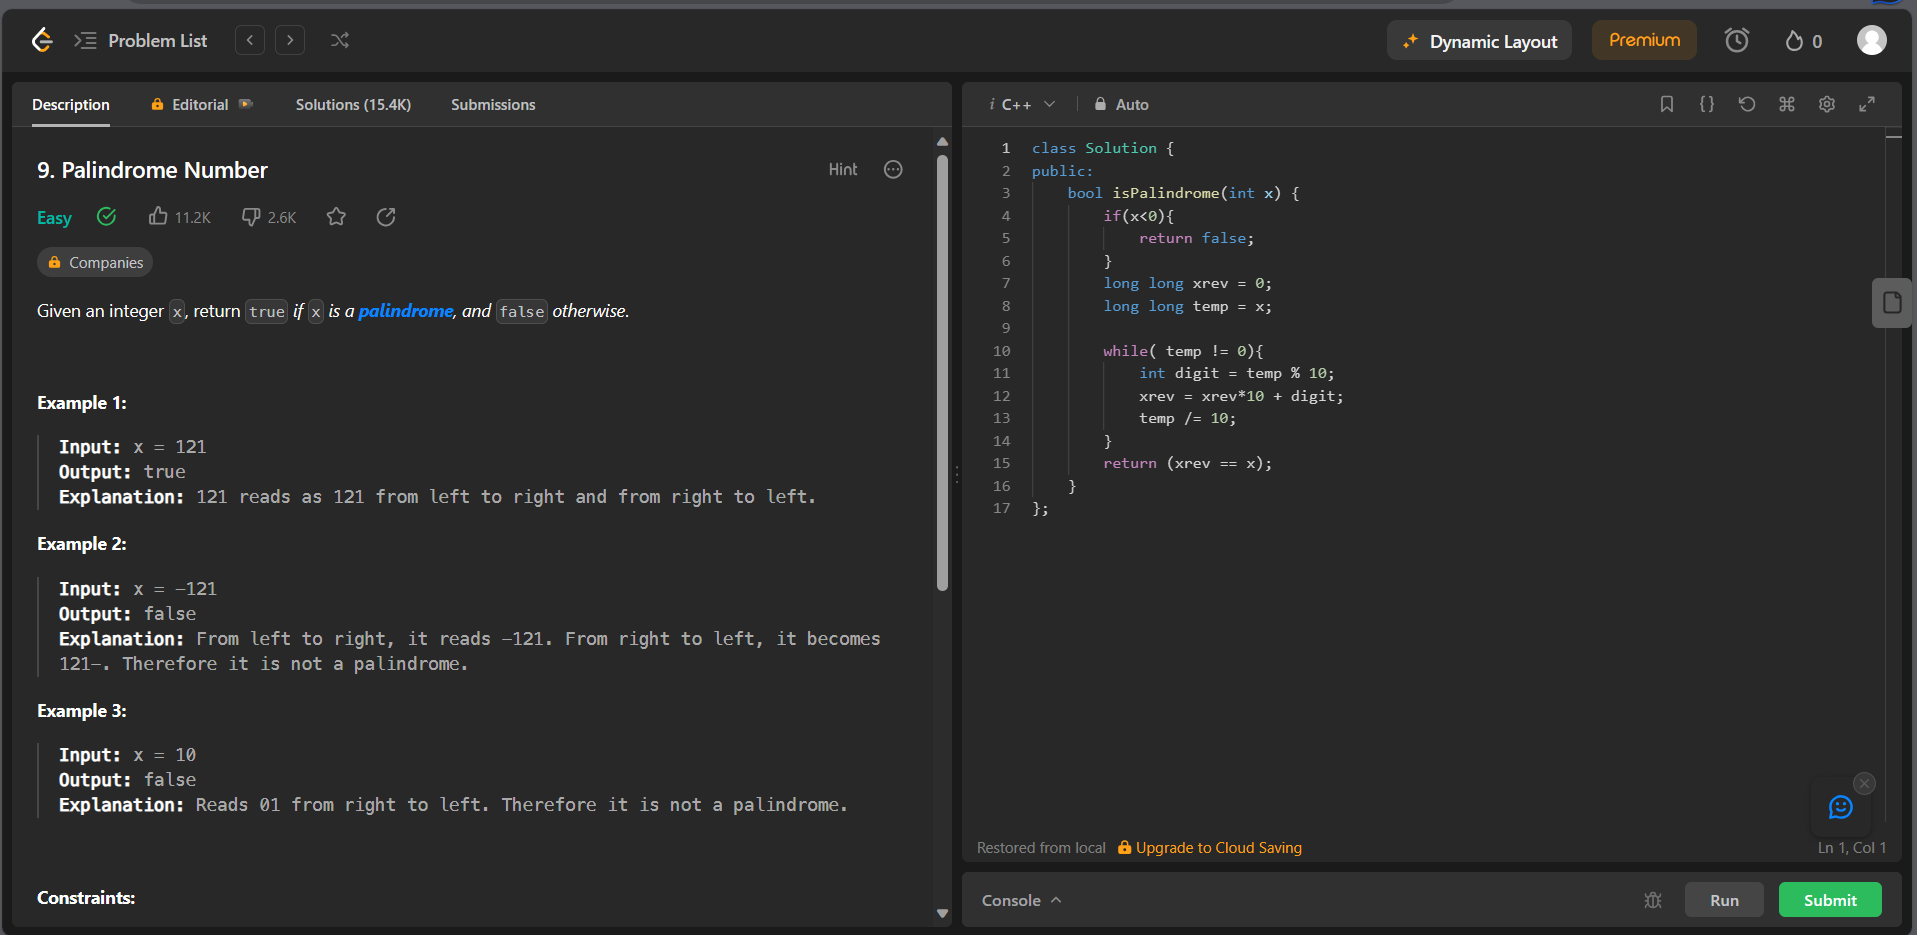 Problem List
Dynamic Layout
Premium
0
Description
Editorial
Solutions (15.4K)
Submissions
9. Palindrome Number
Hint
Easy
11.2K
2.6K
Companies
Given an integer x, return true if x is a palindrome, and false otherwise.
Example 1:
Input: x = 121
Output: true
Explanation: 121 reads as 121 from left to right and from right to left.
Example 2:
Input: x = -121
Output: false
Explanation: From left to right, it reads -121. From right to left, it becomes
121-. Therefore it is not a palindrome.
Example 3:
Input: x = 10
Output: false
Explanation: Reads 01 from right to left. Therefore it is not a palindrome.
Constraints:
i C++
Auto
1 class Solution {
2 public:
3 bool isPalindrome(int x) {
4 if(x<0){
5 return false;
6 }
7 long long xrev = 0;
8 long long temp = x;
9
10 while( temp != 0){
11 int digit = temp % 10;
12 xrev = xrev*10 + digit;
13 temp /= 10;
14 }
15 return (xrev == x);
16 }
17 };
Restored from local
Upgrade to Cloud Saving
Ln 1, Col 1
Console
Run
Submit